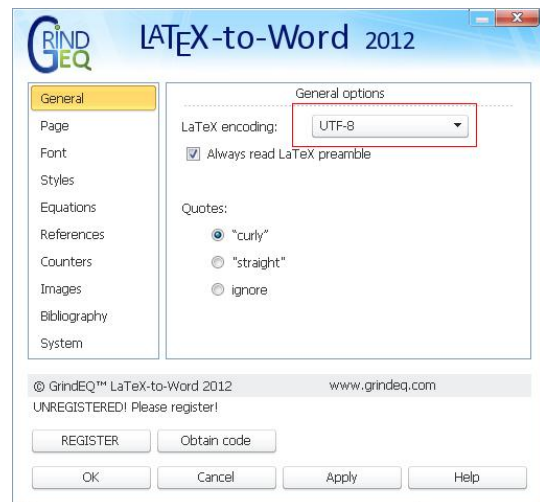 GRIND EQ
LATEX-to-Word 2012
General
Page
Font
Styles
Equations
References
Counters
Images
Bibliography
System
General options
LaTeX encoding: UTF-8
Always read LaTeX preamble
Quotes:
"curly"
"straight"
ignore
© GrindEQ™ LaTeX-to-Word 2012 www.grindeq.com
UNREGISTERED! Please register!
REGISTER Obtain code
OK Cancel Apply Help